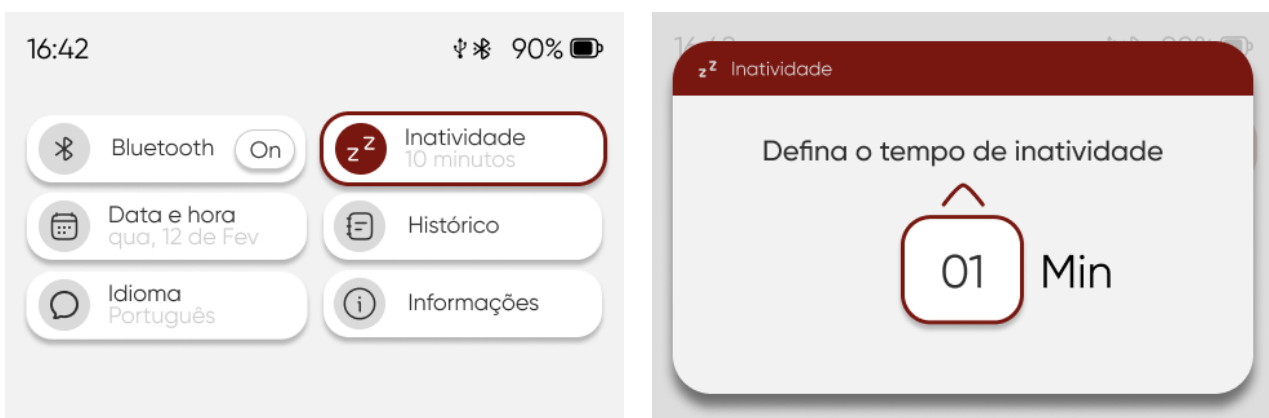 16:42 90%
Bluetooth On
Inatividade
10 minutos
Data e hora
qua, 12 de Fev
Histórico
Idioma
Português
Informações
zz Inatividade
Defina o tempo de inatividade
01 Min